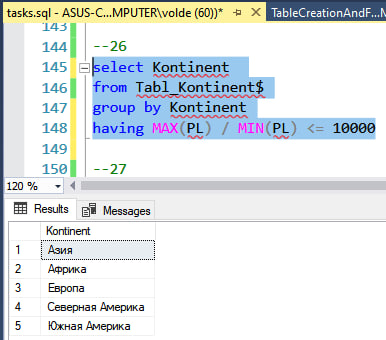 tasks.sql - ASUS-C...MPUTER\volde (60))*
TableCreationAndF...
143
144
145 --26
select Kontinent
146 from Tabl_Kontinent$
147 group by Kontinent
148 having MAX(PL) / MIN(PL) <= 10000
149
150 --27
120 %
Results
Messages
Kontinent
1 Азия
2 Африка
3 Европа
4 Северная Америка
5 Южная Америка